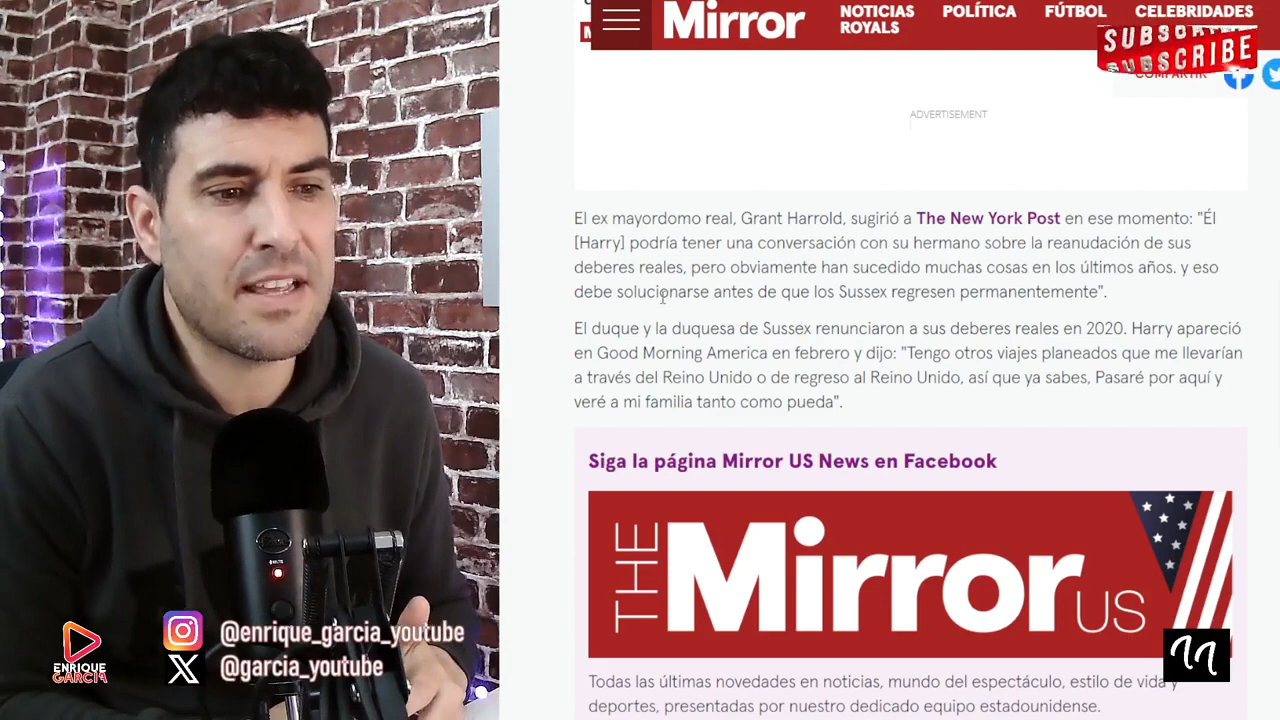 Mirror
NOTICIAS
ROYALS
POLÍTICA
FÚTBOL
CELEBRIDADES
SUBSCRIBE
SUBSCRIBE
COMPARTIR
ADVERTISEMENT
El ex mayordomo real, Grant Harrold, sugirió a The New York Post en ese momento: "Él
[Harry] podría tener una conversación con su hermano sobre la reanudación de sus
deberes reales, pero obviamente han sucedido muchas cosas en los últimos años. y eso
debe solucionarse antes de que los Sussex regresen permanentemente".
El duque y la duquesa de Sussex renunciaron a sus deberes reales en 2020. Harry apareció
en Good Morning America en febrero y dijo: "Tengo otros viajes planeados que me llevarían
a través del Reino Unido o de regreso al Reino Unido, así que ya sabes, Pasaré por aquí y
veré a mi familia tanto como pueda".
Siga la página Mirror US News en Facebook
THE Mirror US
Todas las últimas novedades en noticias, mundo del espectáculo, estilo de vida y
deportes, presentadas por nuestro dedicado equipo estadounidense.
ENRIQUE
GARCIA
@enrique_garcia_youtube
@garcia_youtube